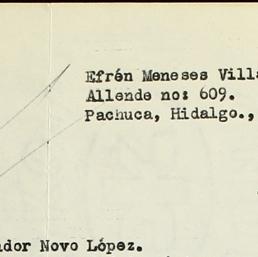 Efrén Meneses Villa
Allende no: 609.
Pachuca, Hidalgo.,
ador Novo López.